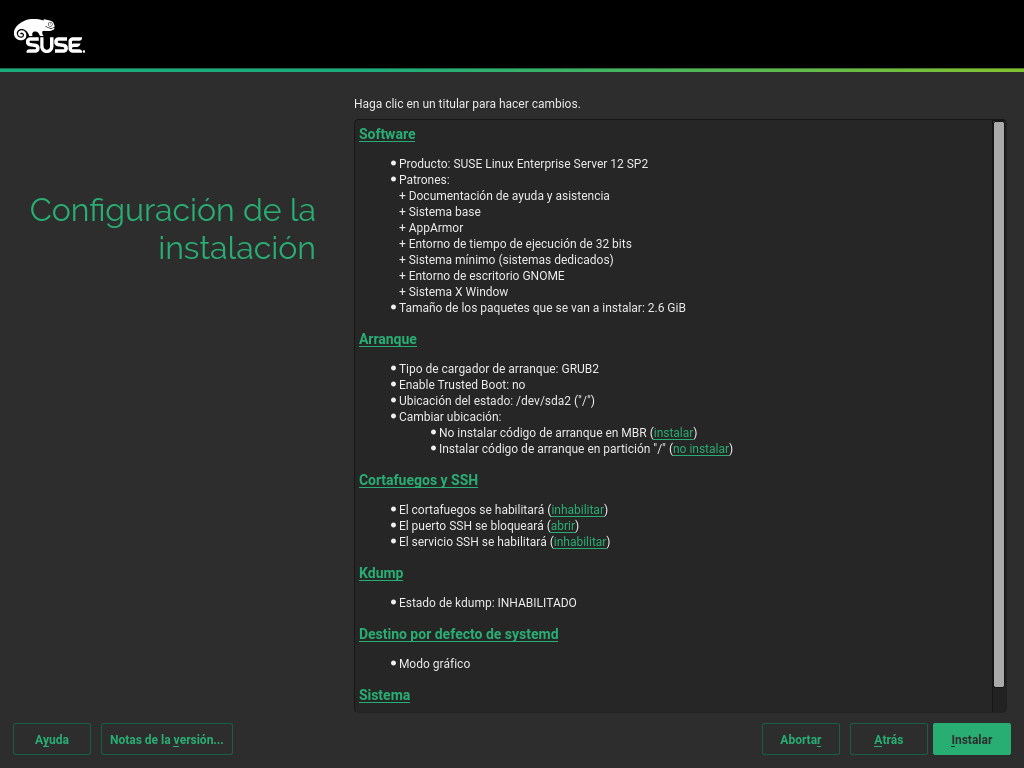 SUSE.
Haga clic en un titular para hacer cambios.
Configuración de la
instalación
Software
Producto: SUSE Linux Enterprise Server 12 SP2
Patrones:
+ Documentación de ayuda y asistencia
+ Sistema base
+ AppArmor
+ Entorno de tiempo de ejecución de 32 bits
+ Sistema mínimo (sistemas dedicados)
+ Entorno de escritorio GNOME
+ Sistema X Window
Tamaño de los paquetes que se van a instalar: 2.6 GiB
Arranque
Tipo de cargador de arranque: GRUB2
Enable Trusted Boot: no
Ubicación del estado: /dev/sda2 ("/")
Cambiar ubicación:
No instalar código de arranque en MBR (instalar)
Instalar código de arranque en partición "/" (no instalar)
Cortafuegos y SSH
El cortafuegos se habilitará (inhabilitar)
El puerto SSH se bloqueará (abrir)
El servicio SSH se habilitará (inhabilitar)
Kdump
Estado de kdump: INHABILITADO
Destino por defecto de systemd
Modo gráfico
Sistema
Ayuda Notas de la versión... Abortar Atrás Instalar